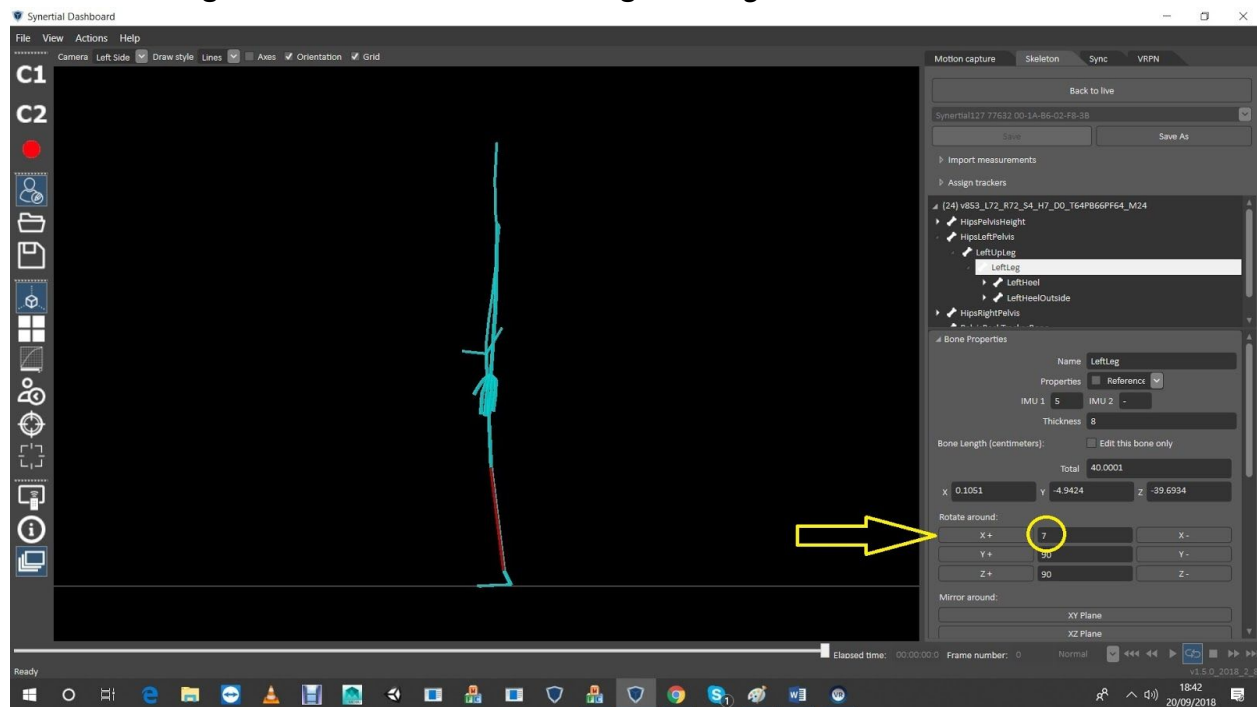 Synertial Dashboard
File View Actions Help
Camera Left Side Draw style Lines Axes Orientation Grid
C1
C2
Motion capture Skeleton Sync VRPN
Back to live
Synertial127 77632 00-1A-B6-02-FB-3B
Save Save As
Import measurements
Assign trackers
(24) v853_L72_R72_S4_H7_D0_T64PB66PF64_M24
HipsPelvisHeight
HipsLeftPelvis
LeftUpLeg
LeftLeg
LeftHeel
LeftHeelOutside
HipsRightPelvis
Bone Properties
Name LeftLeg
Properties Reference
IMU 1 5 IMU 2 -
Thickness 8
Bone Length (centimeters): Edit this bone only
Total 40.0001
X 0.1051 Y -4.9424 Z -39.6934
Rotate around:
X + 7 X -
Y + 90 Y -
Z + 90 Z -
Mirror around:
XY Plane
XZ Plane
Elapsed time: 00:00:00:0 Frame number: 0 Normal
Ready
v1.5.0_2018_2_8
18:42
20/09/2018